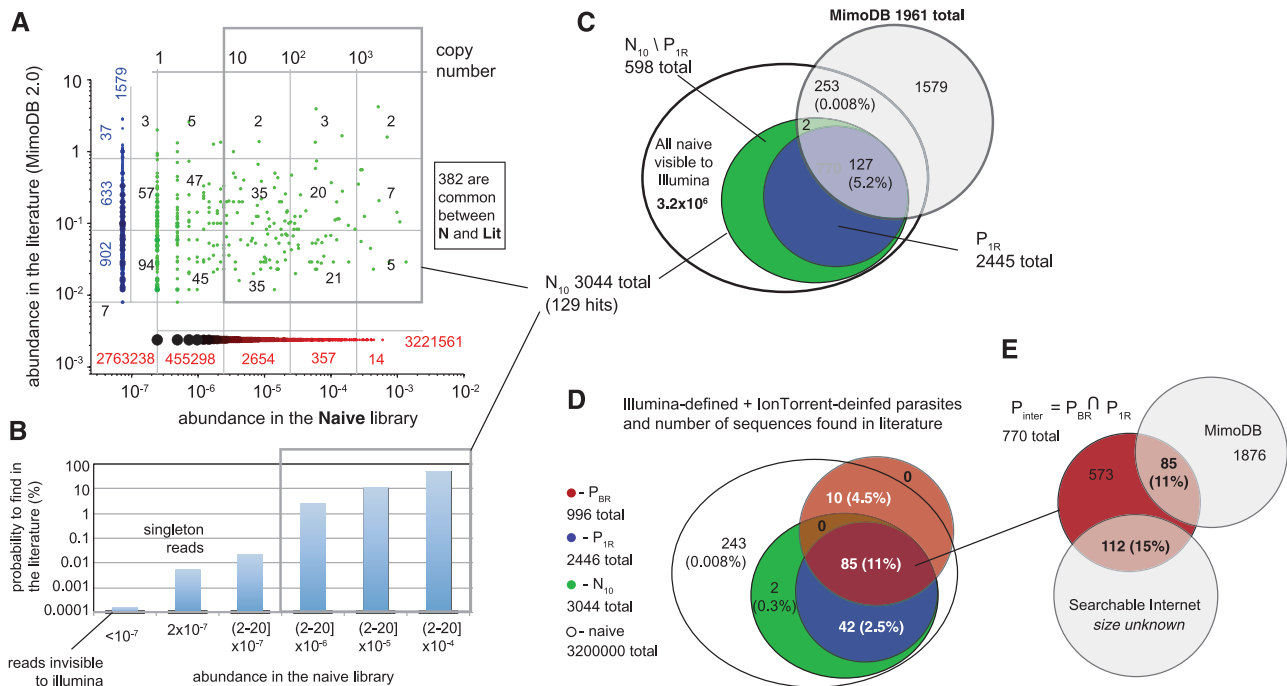 A
1
10
10²
10³
copy
number
abundance in the literature (MimoDB 2.0)
10
1
10⁻¹
10⁻²
10⁻³
1579
37
633
902
7
3
5
2
3
2
57
47
35
20
7
94
45
35
21
5
382 are
common
between
N and Lit
2763238
455298
2654
357
14
3221561
10⁻⁷
10⁻⁶
10⁻⁵
10⁻⁴
10⁻³
10⁻²
abundance in the Naive library
N₁₀ 3044 total
(129 hits)
B
probability to find in
the literature (%)
100
10
1
0.1
0.01
0.001
0.0001
singleton
reads
<10⁻⁷
2x10⁻⁷
(2-20]
x10⁻⁷
(2-20]
x10⁻⁶
(2-20]
x10⁻⁵
(2-20]
x10⁻⁴
reads invisible
to illumina
abundance in the naive library
C
MimoDB 1961 total
N₁₀ \ P₁R
598 total
253
(0.008%)
1579
2
All naive
visible to
Illumina
3.2x10⁶
770
127
(5.2%)
P₁R
2445 total
D
Illumina-defined + IonTorrent-deinfed parasites
and number of sequences found in literature
- P_BR
996 total
- P₁R
2446 total
- N₁₀
3044 total
- naive
3200000 total
0
10 (4.5%)
0
243
(0.008%)
85 (11%)
2
(0.3%)
42 (2.5%)
E
P_inter = P_BR ∩ P₁R
770 total
MimoDB
1876
573
85
(11%)
112 (15%)
Searchable Internet
size unknown